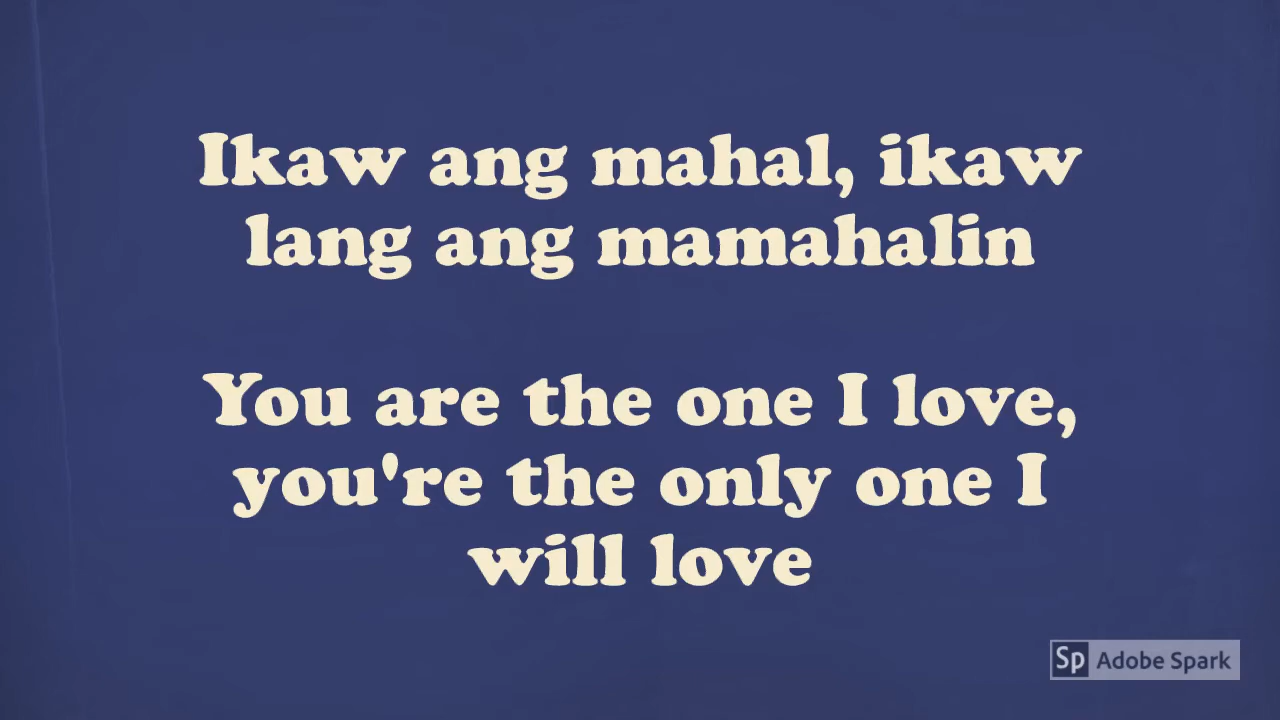 Ikaw ang mahal, ikaw
lang ang mamahalin
You are the one I love,
you're the only one I
will love
Sp Adobe Spark